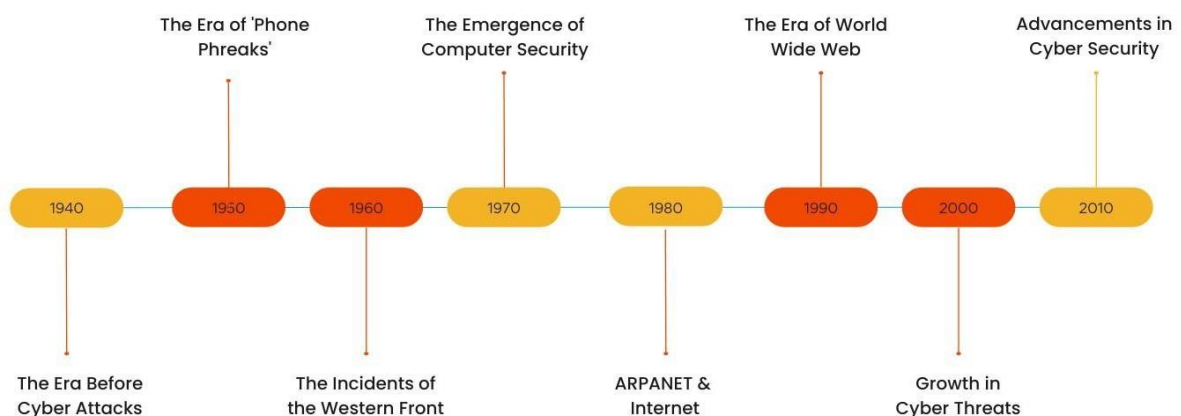 The Era of 'Phone
Phreaks'
The Emergence of
Computer Security
The Era of World
Wide Web
Advancements in
Cyber Security
1940
1950
1960
1970
1980
1990
2000
2010
The Era Before
Cyber Attacks
The Incidents of
the Western Front
ARPANET &
Internet
Growth in
Cyber Threats